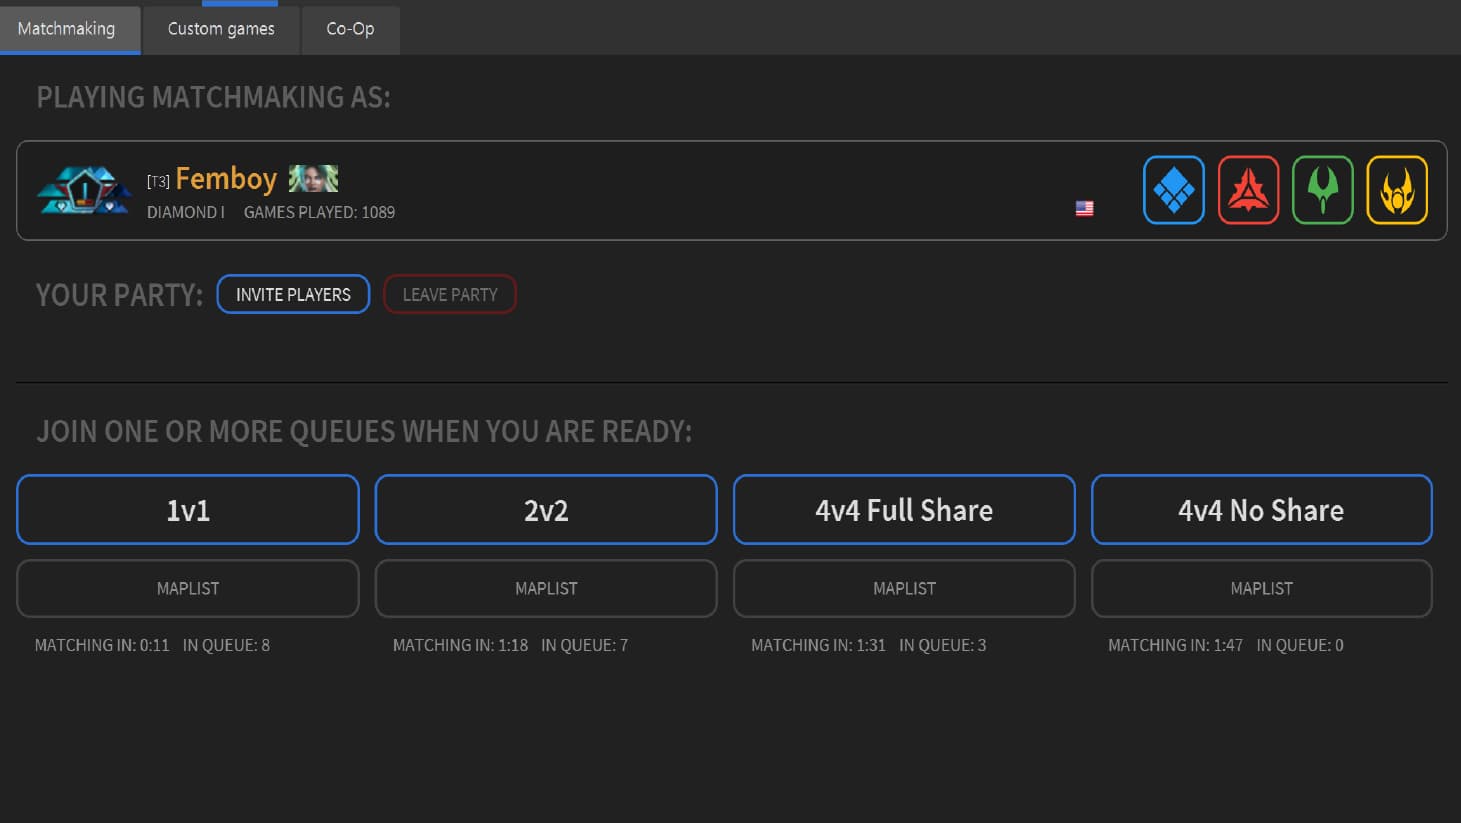 Matchmaking Custom games Co-Op
PLAYING MATCHMAKING AS:
[T3] Femboy
DIAMOND I GAMES PLAYED: 1089
YOUR PARTY: INVITE PLAYERS LEAVE PARTY
JOIN ONE OR MORE QUEUES WHEN YOU ARE READY:
1v1 2v2 4v4 Full Share 4v4 No Share
MAPLIST MAPLIST MAPLIST MAPLIST
MATCHING IN: 0:11 IN QUEUE: 8 MATCHING IN: 1:18 IN QUEUE: 7 MATCHING IN: 1:31 IN QUEUE: 3 MATCHING IN: 1:47 IN QUEUE: 0